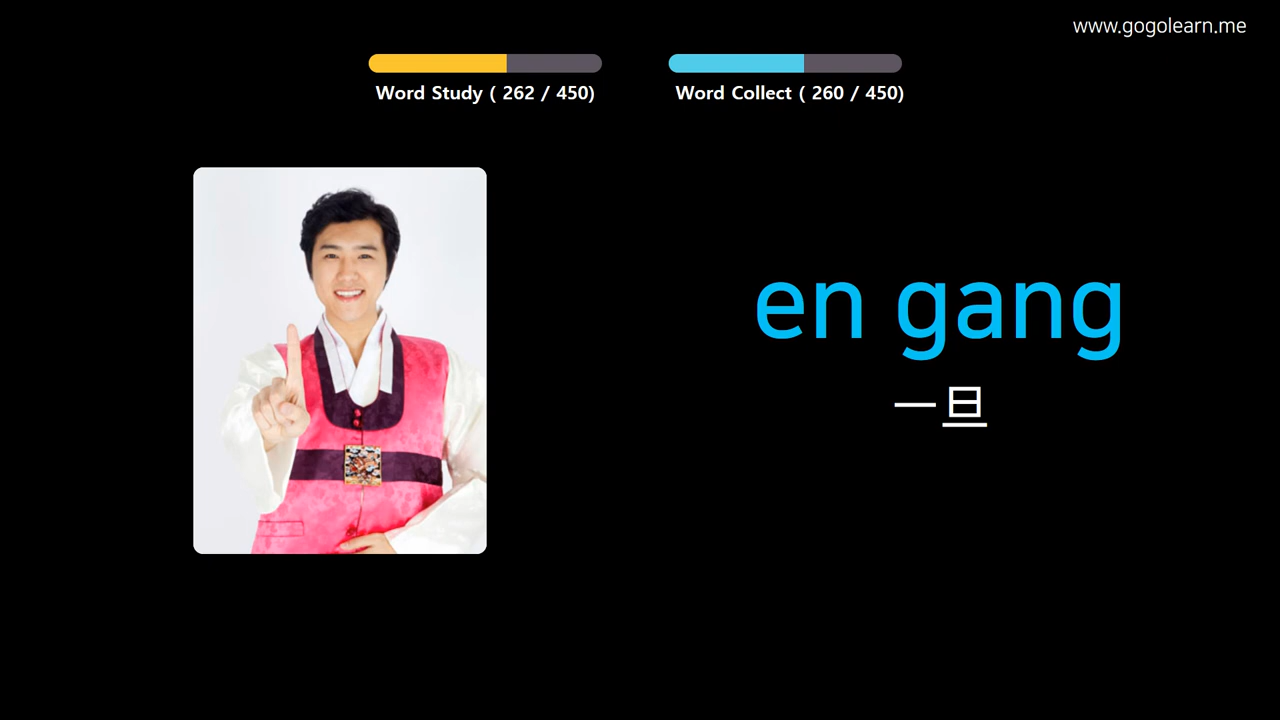 www.gogolearn.me
Word Study ( 262 / 450)
Word Collect ( 260 / 450)
en gang
一旦